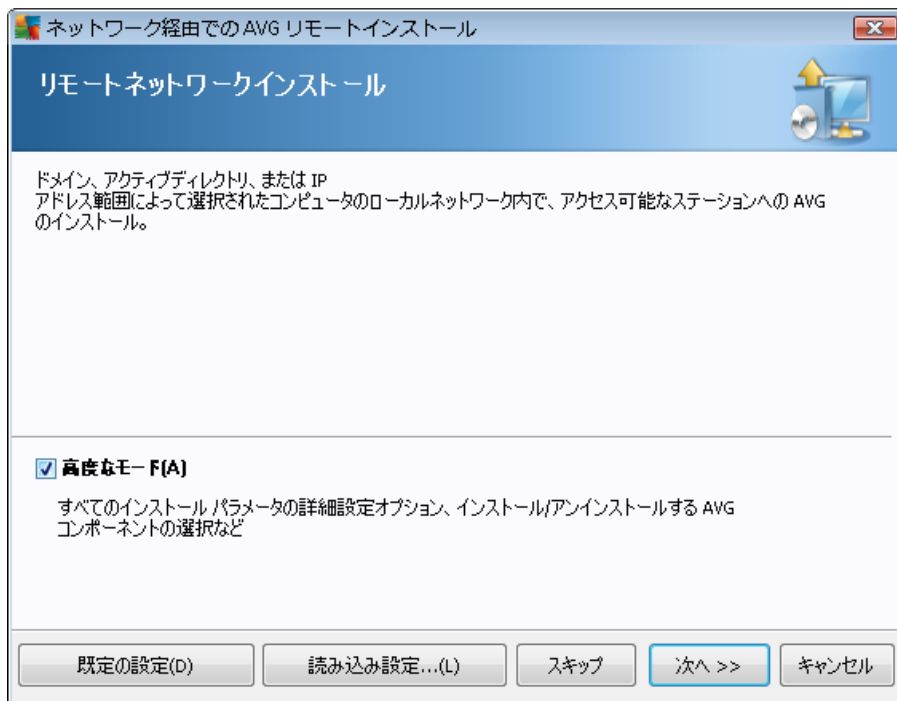 ネットワーク経由での AVG リモートインストール
リモートネットワークインストール
ドメイン、アクティブディレクトリ、または IP
アドレス範囲によって選択されたコンピュータのローカルネットワーク内で、アクセス可能なステーションへの AVG
のインストール。
高度なモード(A)
すべてのインストール パラメータの詳細設定オプション、インストール/アンインストールする AVG
コンポーネントの選択など
既定の設定(D) 読み込み設定...(L) スキップ 次へ >> キャンセル